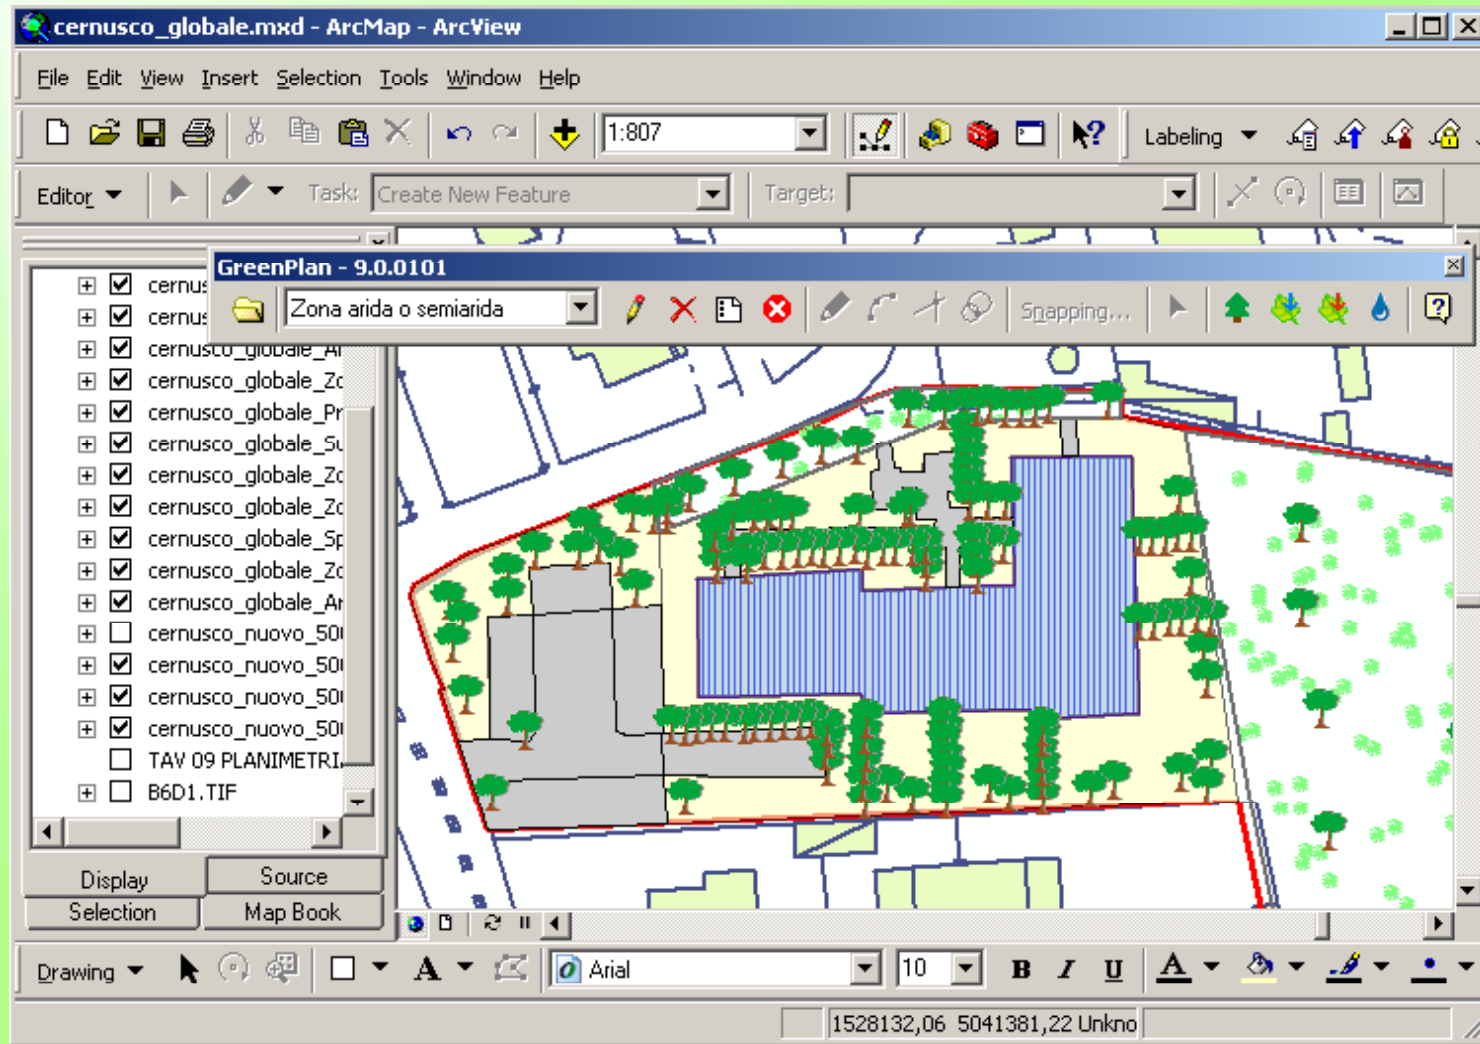 cernusco_globale.mxd - ArcMap - ArcView
File Edit View Insert Selection Tools Window Help
1:807 Labeling
Editor Task: Create New Feature Target:
GreenPlan - 9.0.0101
Zona arida o semiarida Snapping...
cernus
cernus
cernusco_globale_Ar
cernusco_globale_Zo
cernusco_globale_Pr
cernusco_globale_Su
cernusco_globale_Zo
cernusco_globale_Zo
cernusco_globale_Sp
cernusco_globale_Zo
cernusco_globale_Ar
cernusco_nuovo_500
cernusco_nuovo_500
cernusco_nuovo_500
cernusco_nuovo_500
TAV 09 PLANIMETRI
B6D1.TIF
Display Source
Selection Map Book
Drawing A Arial 10 B I U A
1528132,06 5041381,22 Unkno